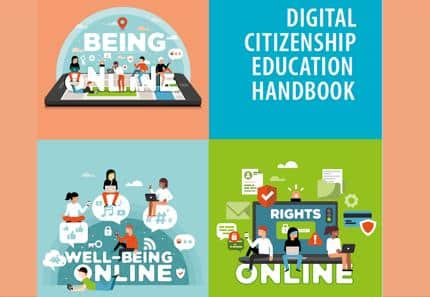 BEING
ONLINE
DIGITAL
CITIZENSHIP
EDUCATION
HANDBOOK
WELL-BEING
ONLINE
RIGHTS
ONLINE